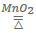 MnO₂
=
△